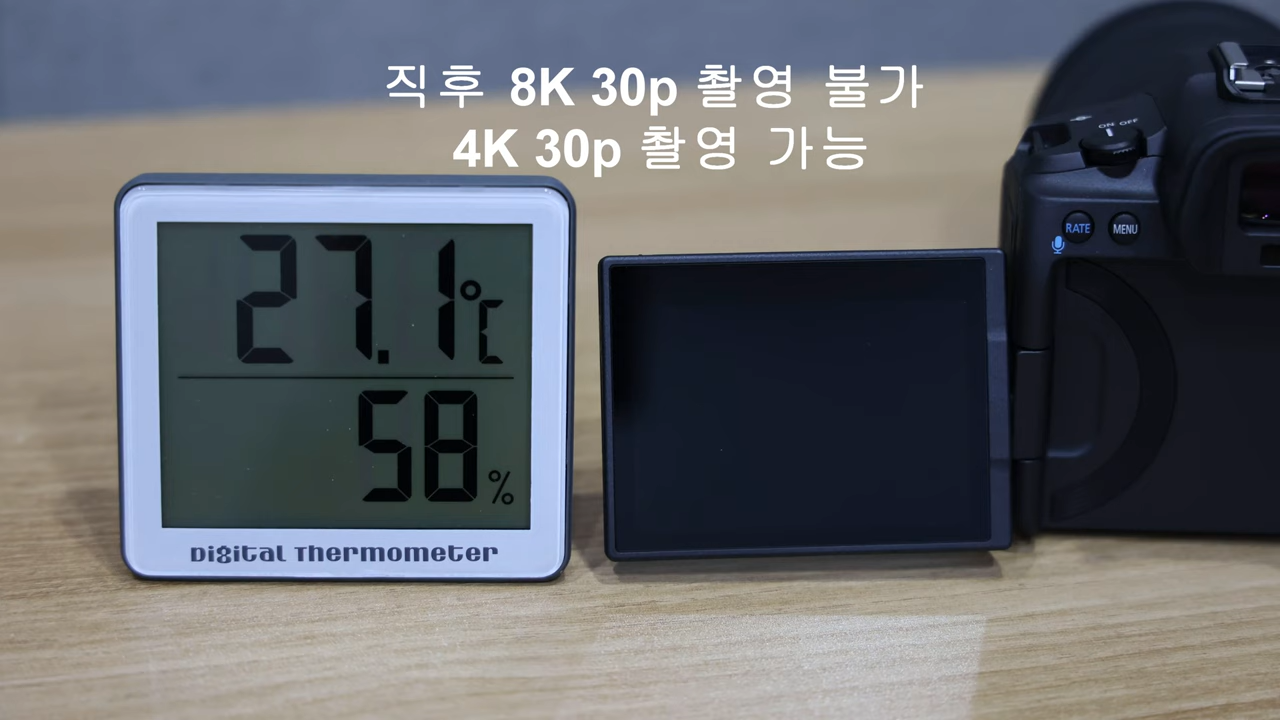 직후 8K 30p 촬영 불가
4K 30p 촬영 가능
ON OFF
RATE MENU
27.1℃
58%
Digital Thermometer